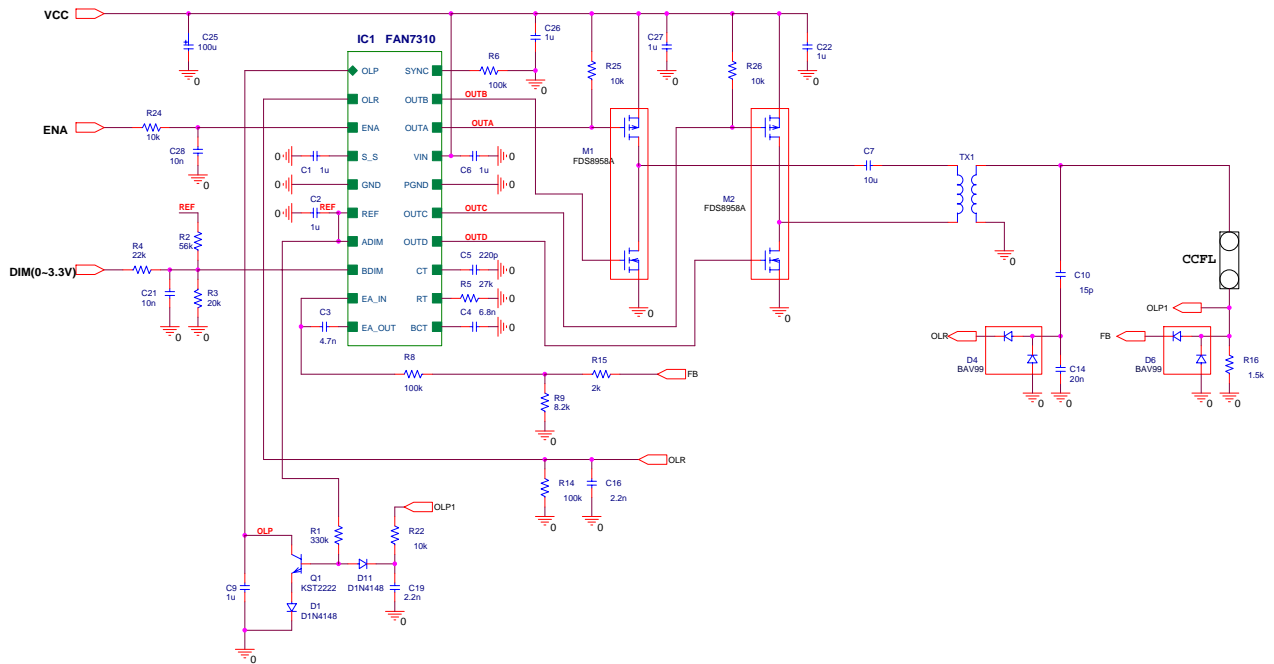 VCC
C25
100u
0
IC1 FAN7310
C26
1u
R6
100k
0
R25
10k
C27
1u
0
R26
10k
C22
1u
0
OLP
OLR
ENA
S_S
GND
REF
ADIM
BDIM
EA_IN
EA_OUT
SYNC
OUTB
OUTA
VIN
PGND
OUTC
OUTD
CT
RT
BCT
OUTB
OUTA
OUTC
OUTD
ENA
R24
10k
C28
10n
0
0
C1
1u
0
C2
REF
0
1u
C6
1u
0
0
M1
FDS8958A
0
M2
FDS8958A
0
C7
10u
TX1
0
REF
R2
56k
R4
22k
DIM(0~3.3V)
C21
10n
0
R3
20k
0
C5
220p
0
R5
27k
0
C4
6.8n
0
C3
4.7n
R8
100k
R15
2k
FB
R9
8.2k
0
OLR
R14
100k
0
C16
2.2n
0
C10
15p
OLR
D4
BAV99
0
C14
20n
0
CCFL
OLP1
FB
D6
BAV99
0
R16
1.5k
0
OLP
R1
330k
OLP1
R22
10k
Q1
KST2222
D11
D1N4148
C19
2.2n
0
C9
1u
D1
D1N4148
0